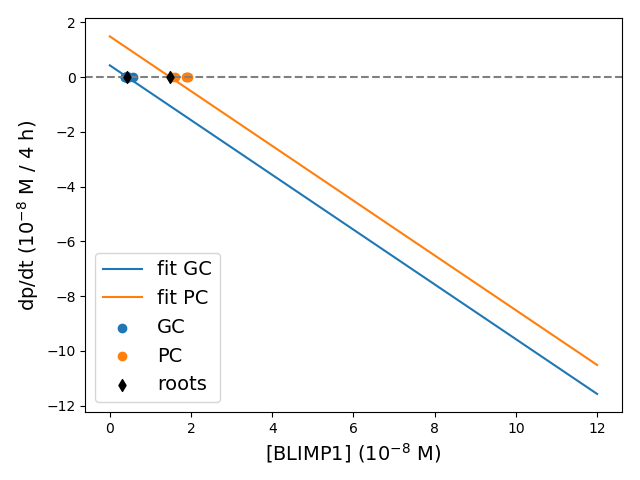 2
0
−2
−4
−6
−8
−10
−12
dp/dt (10⁻⁸ M / 4 h)
fit GC
fit PC
GC
PC
roots
0 2 4 6 8 10 12
[BLIMP1] (10⁻⁸ M)